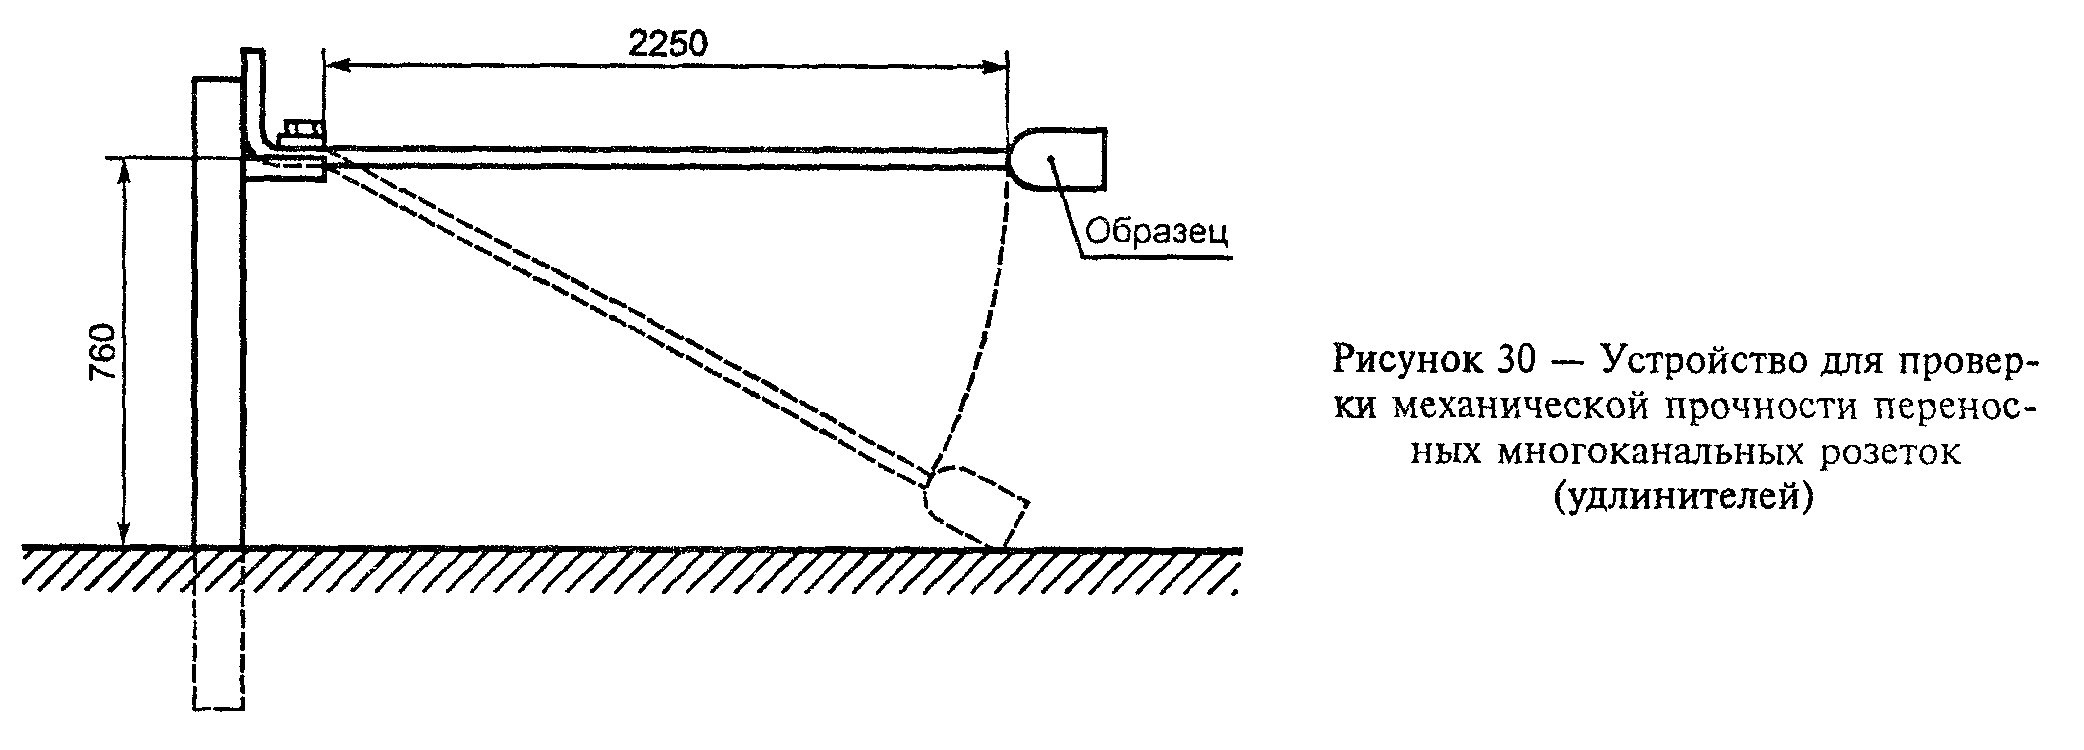 2250
Образец
760
Рисунок 30 — Устройство для провер-
ки механической прочности перенос-
ных многоканальных розеток
(удлинителей)